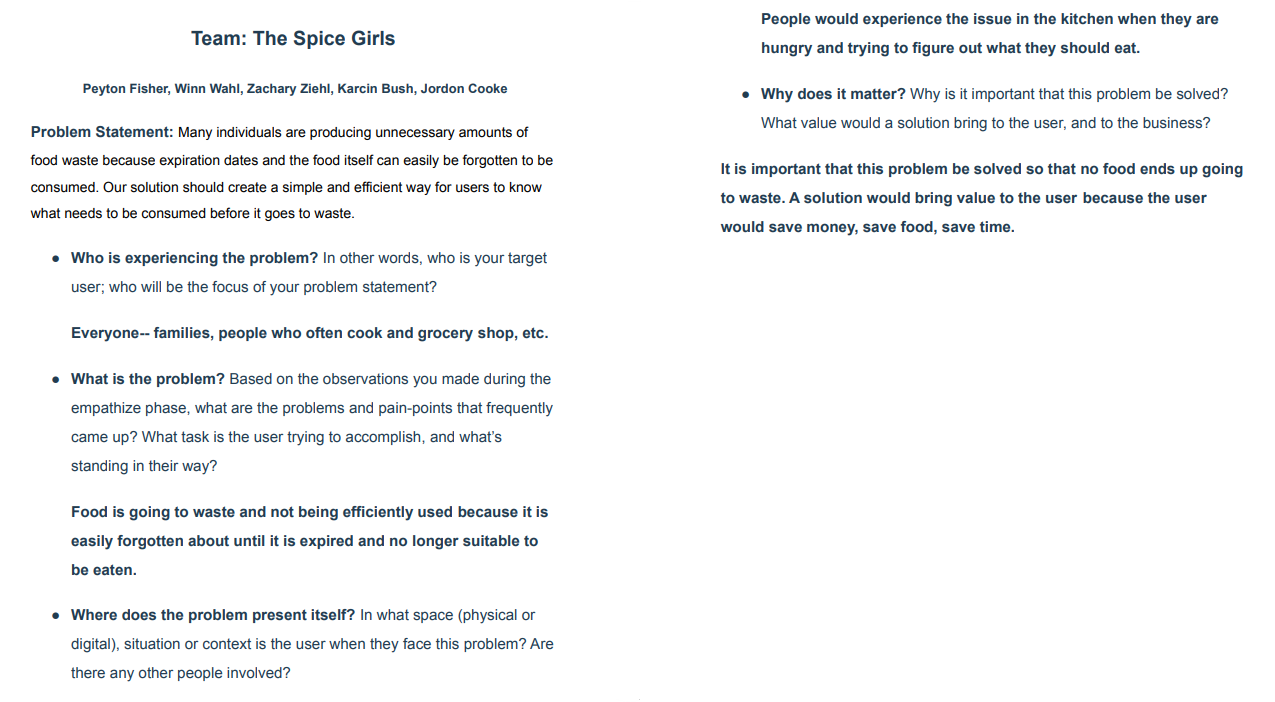 Team: The Spice Girls
Peyton Fisher, Winn Wahl, Zachary Ziehl, Karcin Bush, Jordon Cooke
Problem Statement: Many individuals are producing unnecessary amounts of
food waste because expiration dates and the food itself can easily be forgotten to be
consumed. Our solution should create a simple and efficient way for users to know
what needs to be consumed before it goes to waste.
● Who is experiencing the problem? In other words, who is your target
user; who will be the focus of your problem statement?
Everyone-- families, people who often cook and grocery shop, etc.
● What is the problem? Based on the observations you made during the
empathize phase, what are the problems and pain-points that frequently
came up? What task is the user trying to accomplish, and what’s
standing in their way?
Food is going to waste and not being efficiently used because it is
easily forgotten about until it is expired and no longer suitable to
be eaten.
● Where does the problem present itself? In what space (physical or
digital), situation or context is the user when they face this problem? Are
there any other people involved?
People would experience the issue in the kitchen when they are
hungry and trying to figure out what they should eat.
● Why does it matter? Why is it important that this problem be solved?
What value would a solution bring to the user, and to the business?
It is important that this problem be solved so that no food ends up going
to waste. A solution would bring value to the user because the user
would save money, save food, save time.